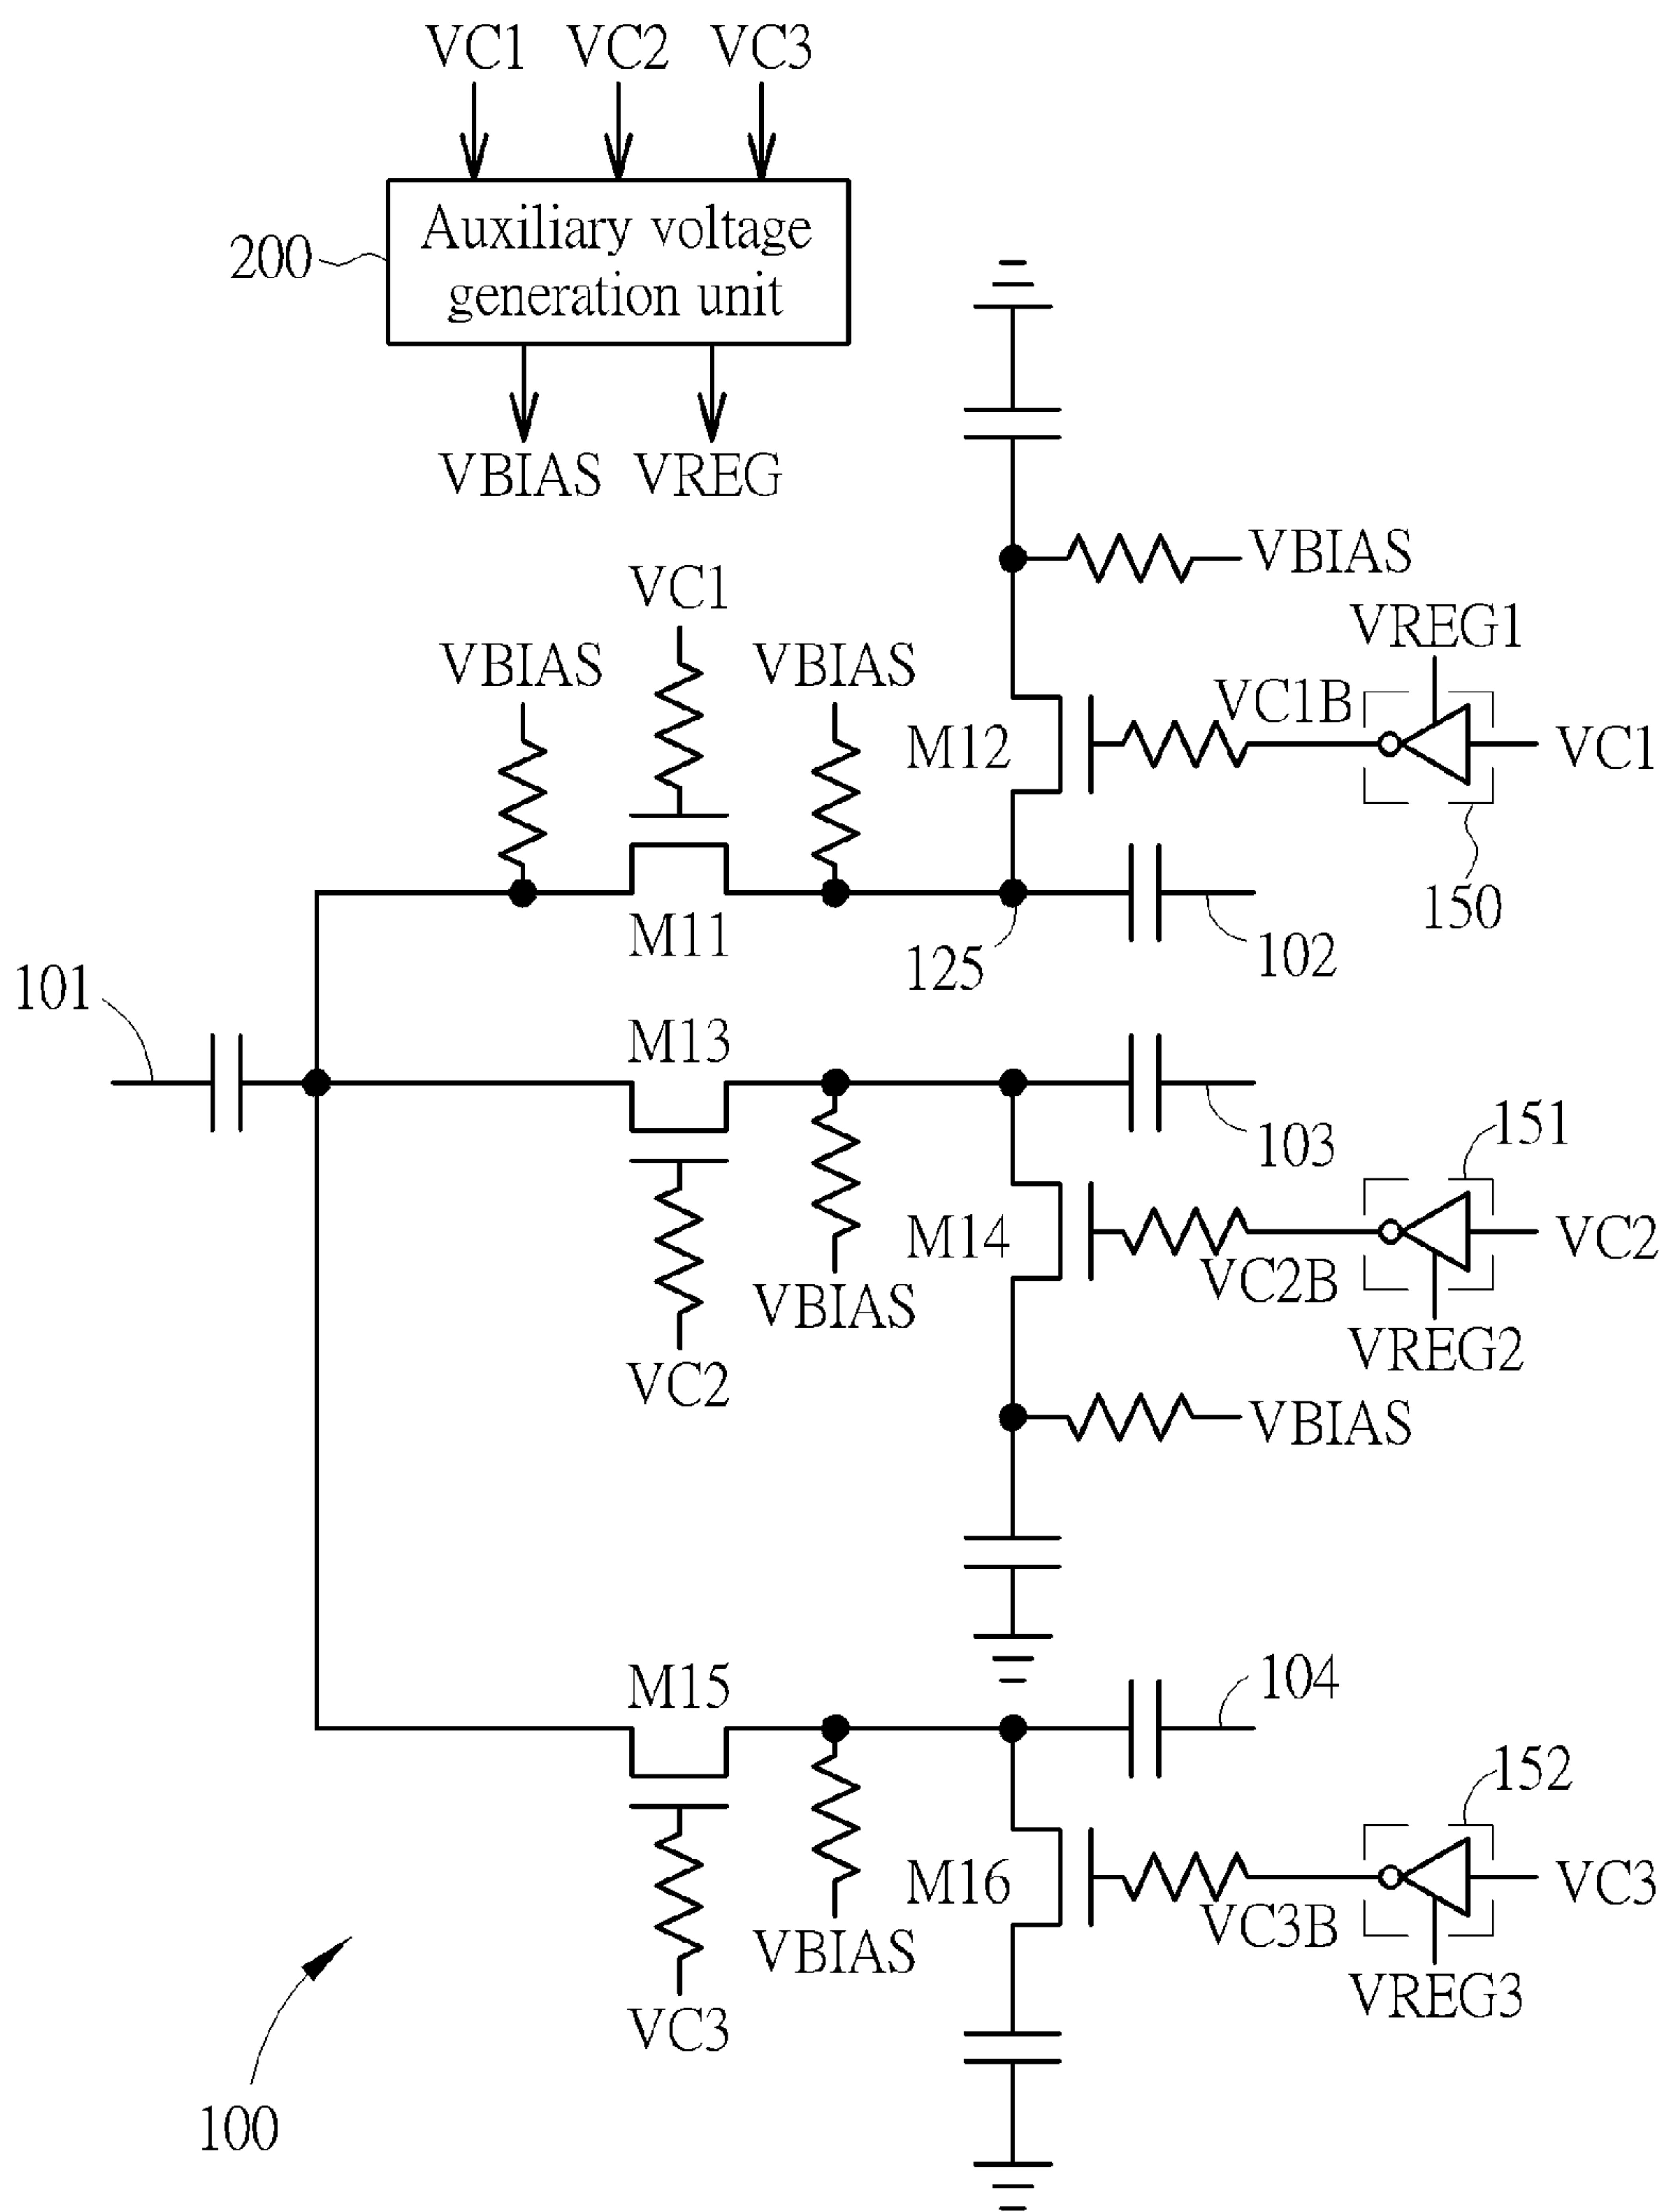 VC1 VC2 VC3
200
Auxiliary voltage
generation unit
VBIAS VREG
VBIAS
VC1
VREG1
VBIAS
VBIAS
VC1B
M12
VC1
150
M11
125
102
101
M13
103
151
M14
VC2
VC2B
VBIAS
VREG2
VC2
VBIAS
M15
104
152
M16
VC3
VC3B
VBIAS
VREG3
VC3
100